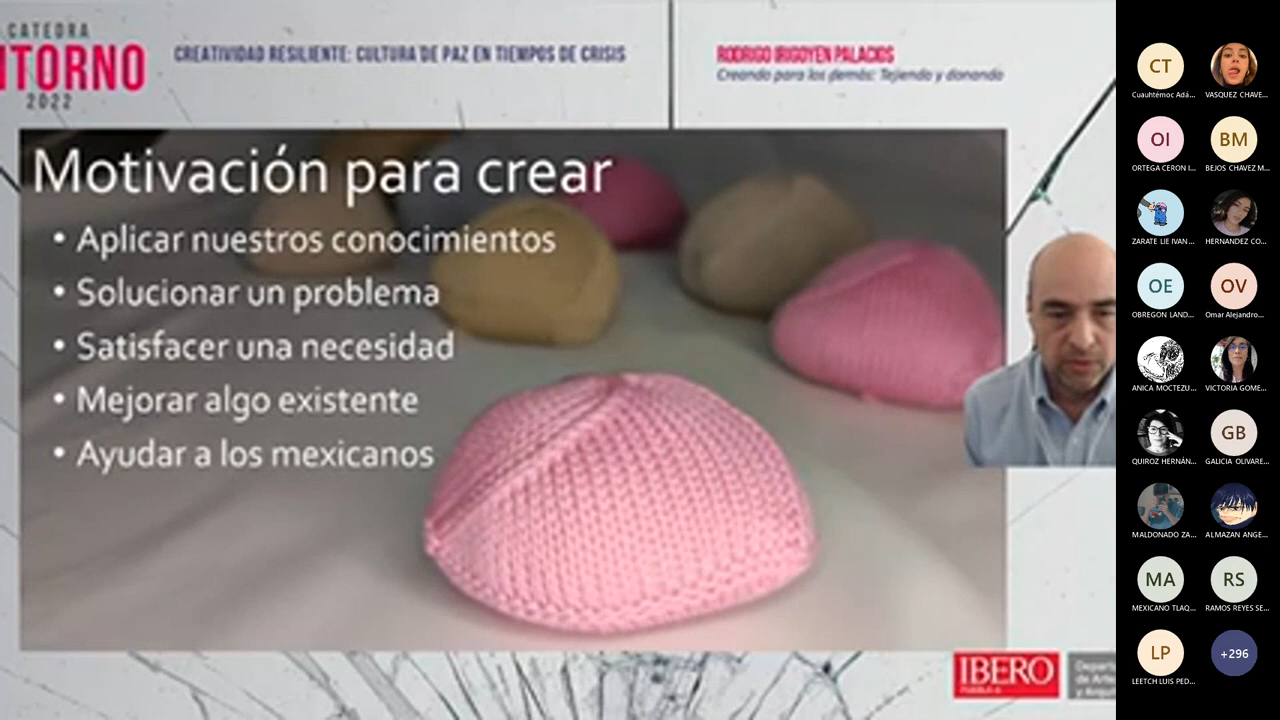 CATEDRA
NTORNO
2022
CREATIVIDAD RESILIENTE: CULTURA DE PAZ EN TIEMPOS DE CRISIS
RODRIGO IRIGOYEN PALACIOS
Creando para los demás: Tejiendo y donando
Motivación para crear
• Aplicar nuestros conocimientos
• Solucionar un problema
• Satisfacer una necesidad
• Mejorar algo existente
• Ayudar a los mexicanos
IBERO
PUEBLA
CT
Cuauhtémoc Adá...
VASQUEZ CHAVE...
OI
ORTEGA CERON I...
BM
BEJOS CHAVEZ M...
ZARATE LIE IVAN ...
HERNANDEZ CO...
OE
OBREGON LAND...
OV
Omar Alejandro...
ANICA MOCTEZU...
VICTORIA GOME...
QUIROZ HERNÁN...
GB
GALICIA OLIVARE...
MALDONADO ZA...
ALMAZAN ANGE...
MA
MEXICANO TLAQ...
RS
RAMOS REYES SE...
LP
LEETCH LUIS PED...
+296